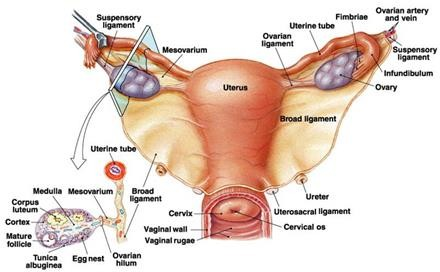 Suspensory
ligament
Mesovarium
Ovarian
ligament
Uterine tube
Fimbriae
Ovarian artery
and vein
Suspensory
ligament
Infundibulum
Ovary
Uterus
Broad ligament
Uterine tube
Medulla
Mesovarium
Broad
ligament
Corpus
luteum
Cortex
Mature
follicle
Tunica
albuginea
Egg nest
Ovarian
hilum
Ureter
Uterosacral ligament
Cervix
Cervical os
Vaginal wall
Vaginal rugae